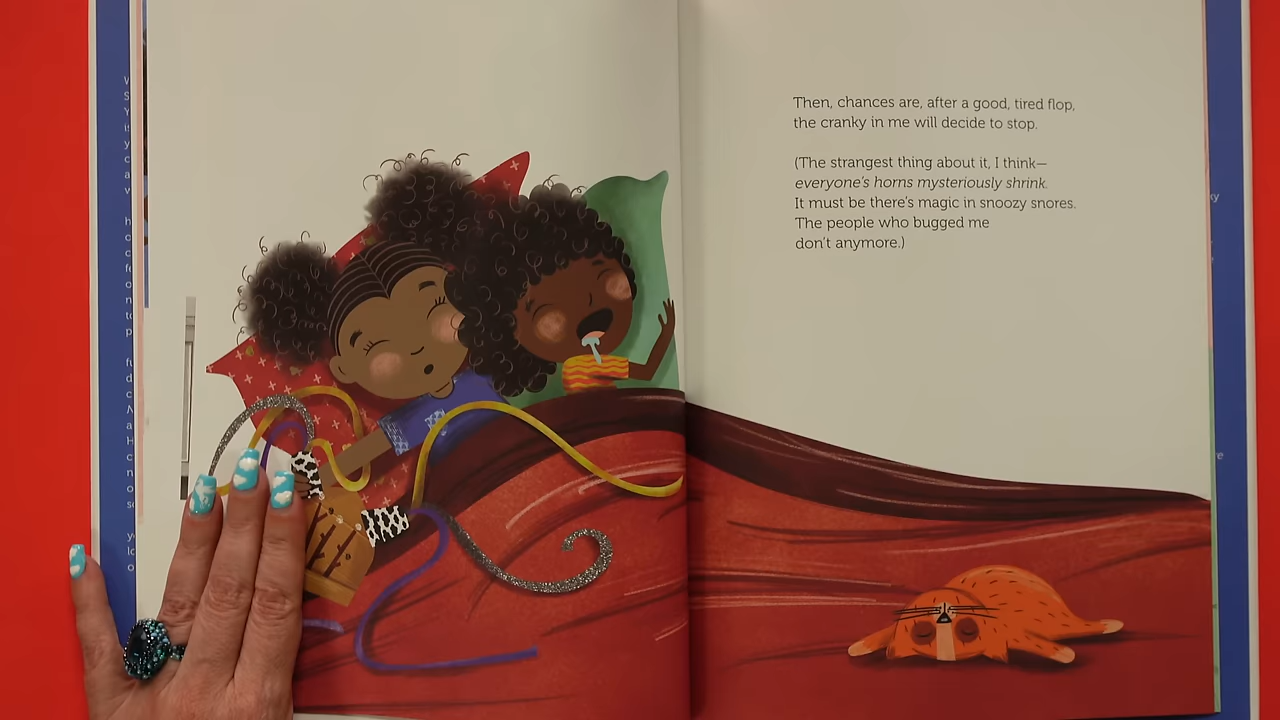 Then, chances are, after a good, tired flop,
the cranky in me will decide to stop.
(The strangest thing about it, I think—
everyone's horns mysteriously shrink.
It must be there's magic in snoozy snores.
The people who bugged me
don't anymore.)